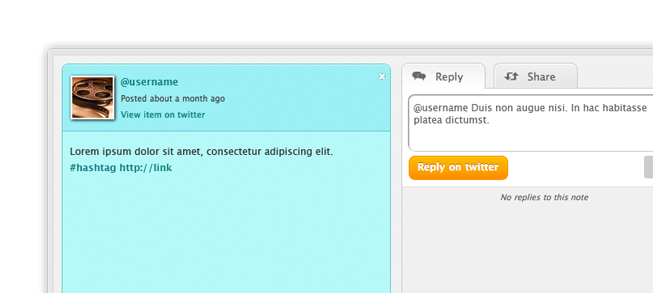 @username
Posted about a month ago
View item on twitter
Lorem ipsum dolor sit amet, consectetur adipiscing elit.
#hashtag http://link
Reply
Share
@username Duis non augue nisi. In hac habitasse
platea dictumst.
Reply on twitter
No replies to this note